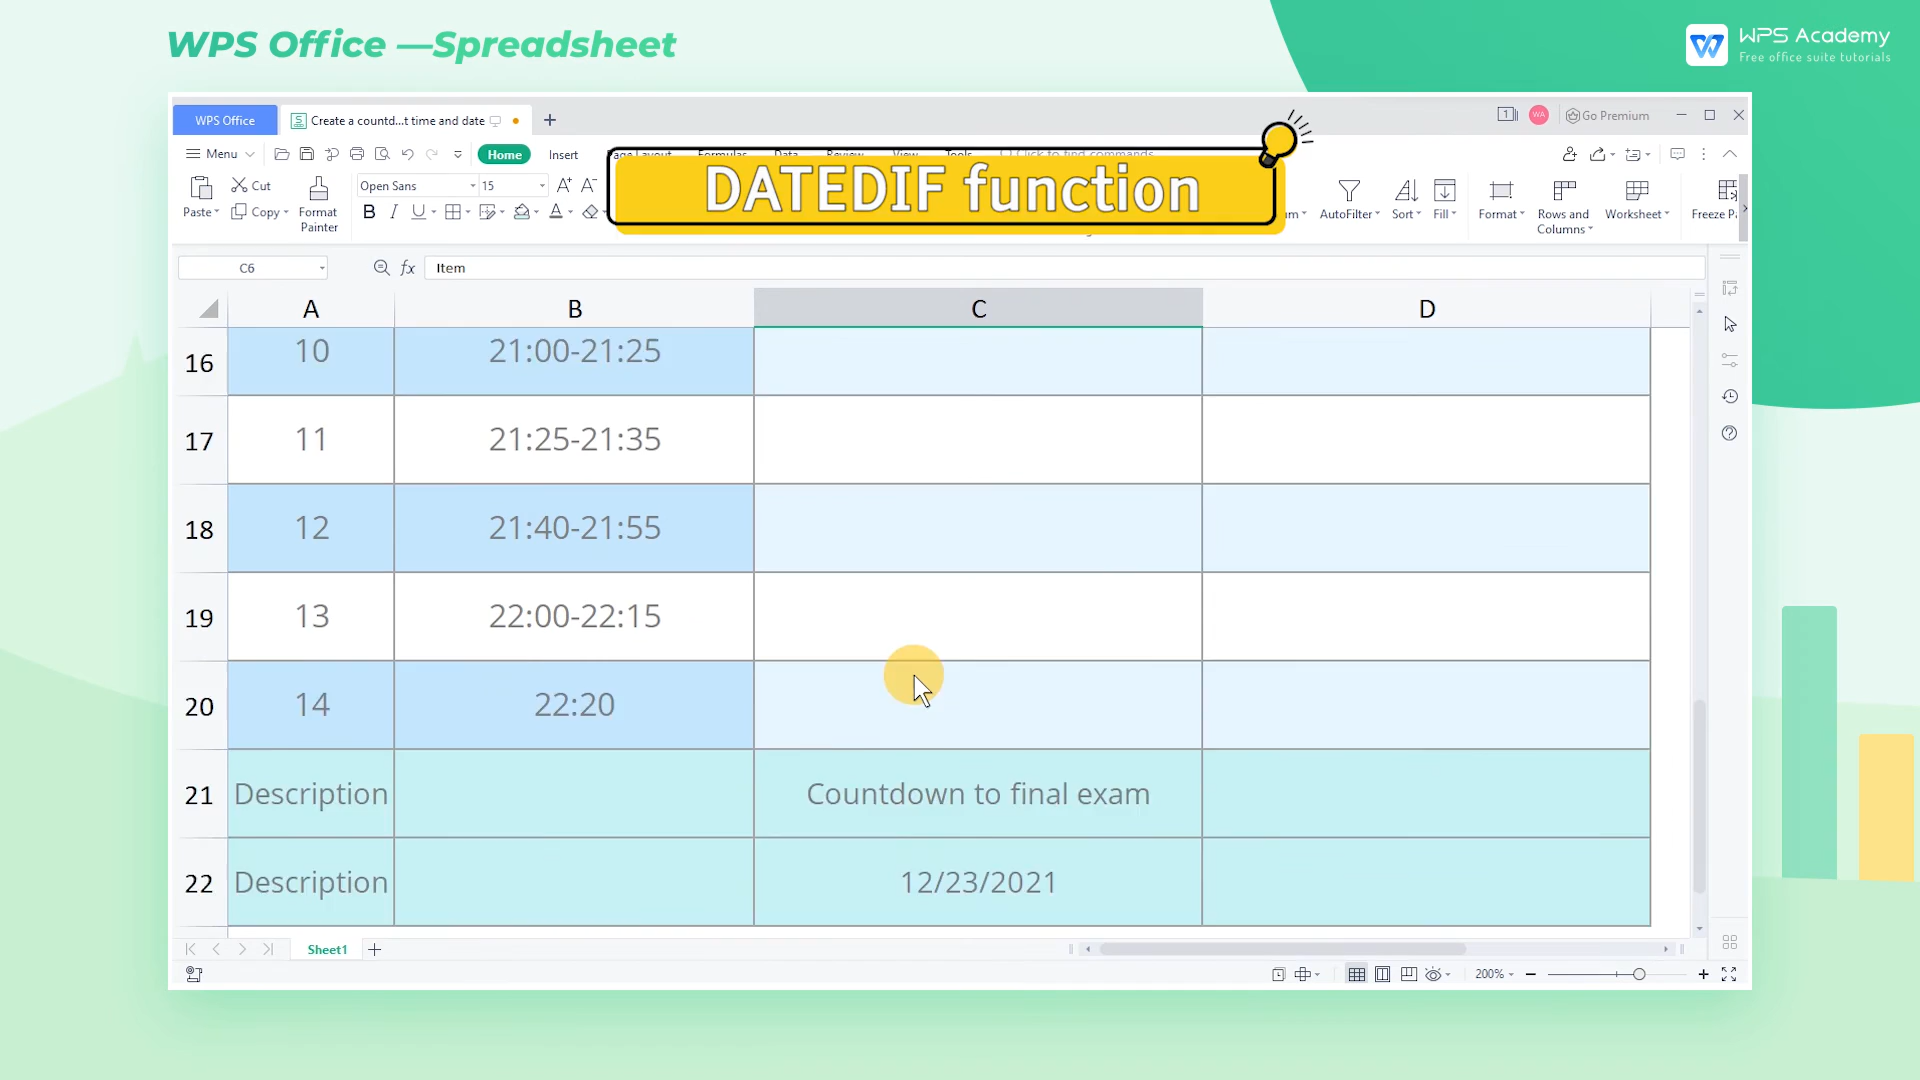 WPS Office —Spreadsheet
WPS Academy
Free office suite tutorials
WPS Office
Create a countd...t time and date
WA
Go Premium
Menu
Home
Insert
DATEDIF function
Cut
Paste
Copy
Format Painter
Open Sans
15
AutoFilter
Sort
Fill
Format
Rows and Columns
Worksheet
C6
Item
A B C D
16 10 21:00-21:25
17 11 21:25-21:35
18 12 21:40-21:55
19 13 22:00-22:15
20 14 22:20
21 Description Countdown to final exam
22 Description 12/23/2021
Sheet1
200%